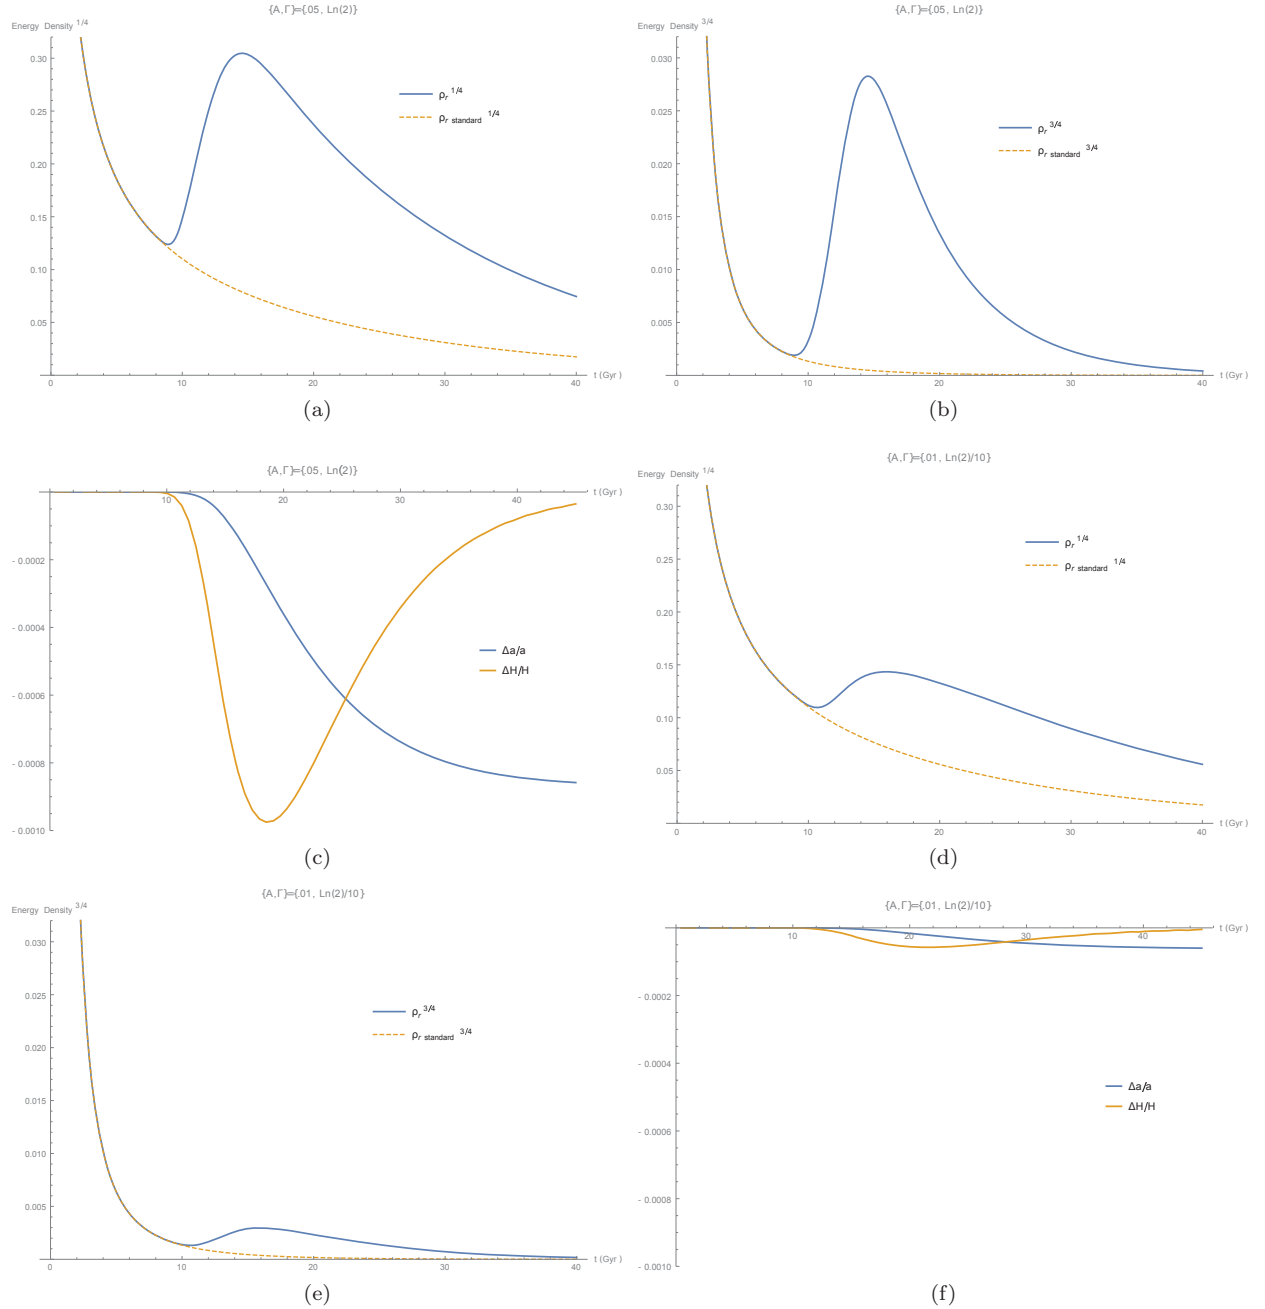 {A,Γ}={.05, Ln(2)}
Energy Density 1/4
0.30
0.25
0.20
0.15
0.10
0.05
0 10 20 30 40
t (Gyr )
ρr 1/4
ρr standard 1/4
(a)
{A,Γ}={.05, Ln(2)}
Energy Density 3/4
0.030
0.025
0.020
0.015
0.010
0.005
0 10 20 30 40
t (Gyr )
ρr 3/4
ρr standard 3/4
(b)
{A,Γ}={.05, Ln(2)}
10 20 30 40
t (Gyr )
- 0.0002
- 0.0004
- 0.0006
- 0.0008
- 0.0010
Δa/a
ΔH/H
(c)
{A,Γ}={.01, Ln(2)/10}
Energy Density 1/4
0.30
0.25
0.20
0.15
0.10
0.05
0 10 20 30 40
t (Gyr )
ρr 1/4
ρr standard 1/4
(d)
{A,Γ}={.01, Ln(2)/10}
Energy Density 3/4
0.030
0.025
0.020
0.015
0.010
0.005
0 10 20 30 40
t (Gyr )
ρr 3/4
ρr standard 3/4
(e)
{A,Γ}={.01, Ln(2)/10}
10 20 30 40
t (Gyr )
- 0.0002
- 0.0004
- 0.0006
- 0.0008
- 0.0010
Δa/a
ΔH/H
(f)